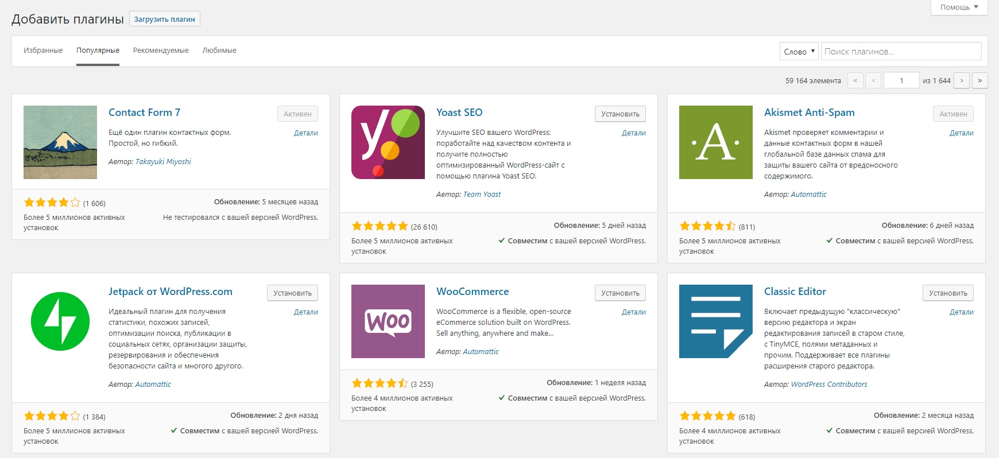 Помощь
Добавить плагины Загрузить плагин
Избранные Популярные Рекомендуемые Любимые Слово Поиск плагинов...
59 164 элемента « ‹ 1 из 1 644 › »
Contact Form 7
Активен
Детали
Ещё один плагин контактных форм.
Простой, но гибкий.
Автор: Takayuki Miyoshi
(1 606)
Обновление: 5 месяцев назад
Более 5 миллионов активных
установок
Не тестировался с вашей версией WordPress.
y
Yoast SEO
Установить
Детали
Улучшите SEO вашего WordPress:
поработайте над качеством контента и
получите полностью
оптимизированный WordPress-сайт с
помощью плагина Yoast SEO.
Автор: Team Yoast
(26 610)
Обновление: 5 дней назад
Более 5 миллионов активных
установок
Совместим с вашей версией WordPress.
·A·
Akismet Anti-Spam
Активен
Детали
Akismet проверяет комментарии и
данные контактных форм в нашей
глобальной базе данных спама для
защиты вашего сайта от вредоносного
содержимого.
Автор: Automattic
(811)
Обновление: 6 дней назад
Более 5 миллионов активных
установок
Совместим с вашей версией WordPress.
Jetpack от WordPress.com
Установить
Детали
Идеальный плагин для получения
статистики, похожих записей,
оптимизации поиска, публикации в
социальных сетях, организации защиты,
резервирования и обеспечения
безопасности сайта и многого другого.
Автор: Automattic
(1 384)
Обновление: 2 дня назад
Более 5 миллионов активных
установок
Совместим с вашей версией WordPress.
WOO
WooCommerce
Установить
Детали
WooCommerce is a flexible, open-source
eCommerce solution built on WordPress.
Sell anything, anywhere and make...
Автор: Automattic
(3 255)
Обновление: 1 неделя назад
Более 4 миллионов активных
установок
Совместим с вашей версией WordPress.
Classic Editor
Установить
Детали
Включает предыдущую "классическую"
версию редактора и экран
редактирования записей в старом стиле,
с TinyMCE, полями метаданных и
прочим. Поддерживает все плагины
расширения старого редактора.
Автор: WordPress Contributors
(618)
Обновление: 2 месяца назад
Более 4 миллионов активных
установок
Совместим с вашей версией WordPress.